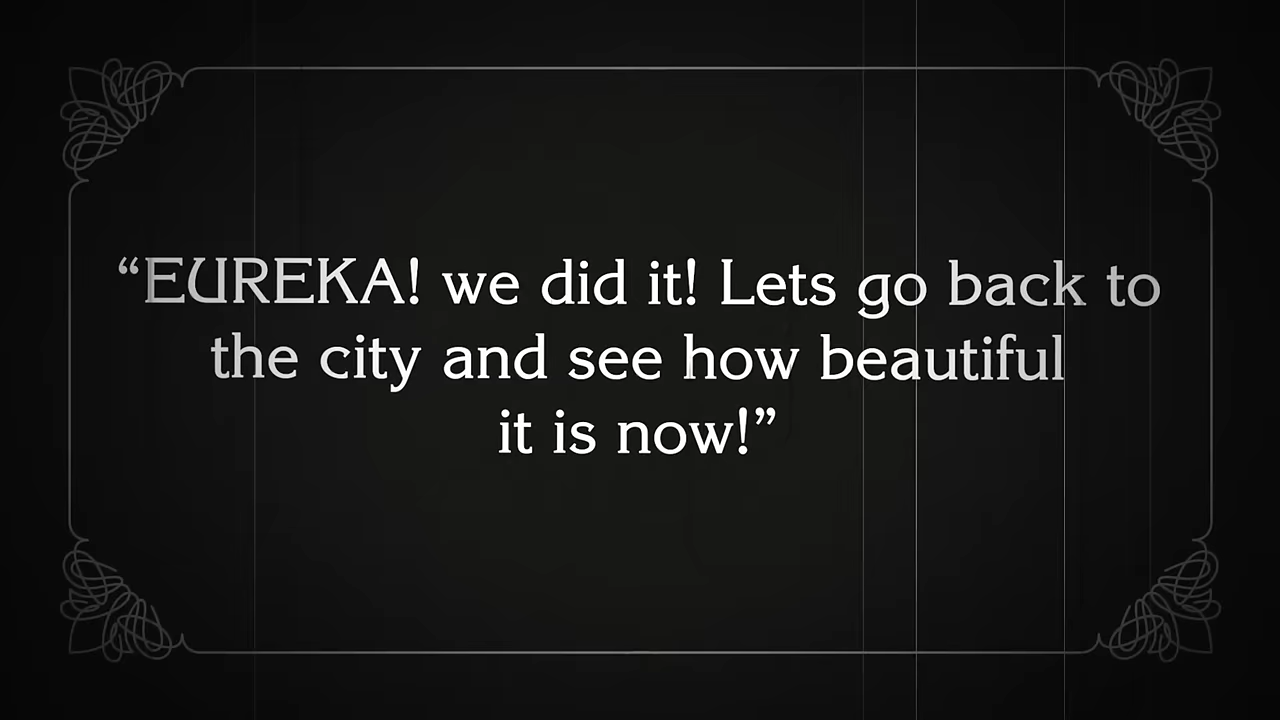 “EUREKA! we did it! Lets go back to
the city and see how beautiful
it is now!”